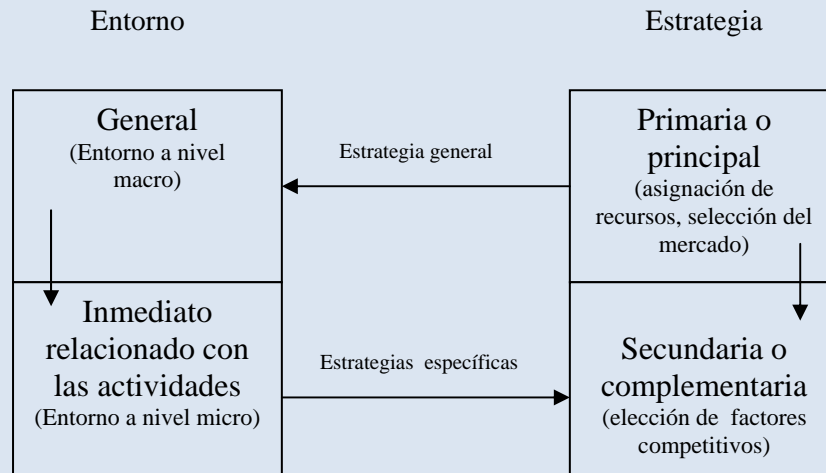 Entorno
Estrategia
General
(Entorno a nivel
macro)
Estrategia general
Primaria o
principal
(asignación de
recursos, selección del
mercado)
Inmediato
relacionado con
las actividades
(Entorno a nivel micro)
Estrategias específicas
Secundaria o
complementaria
(elección de factores
competitivos)